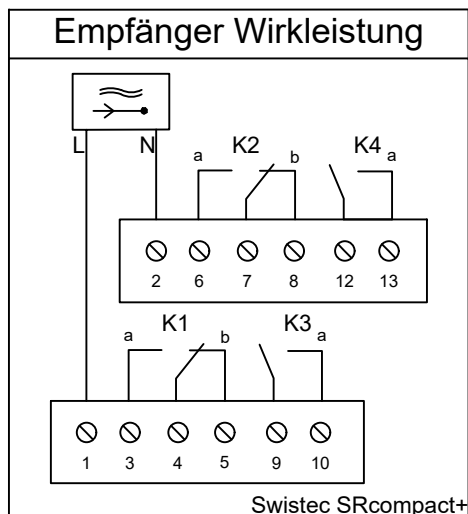 Empfänger Wirkleistung
L N
a K2 b K4 a
2 6 7 8 12 13
a K1 b K3 a
1 3 4 5 9 10
Swistec SRcompact+